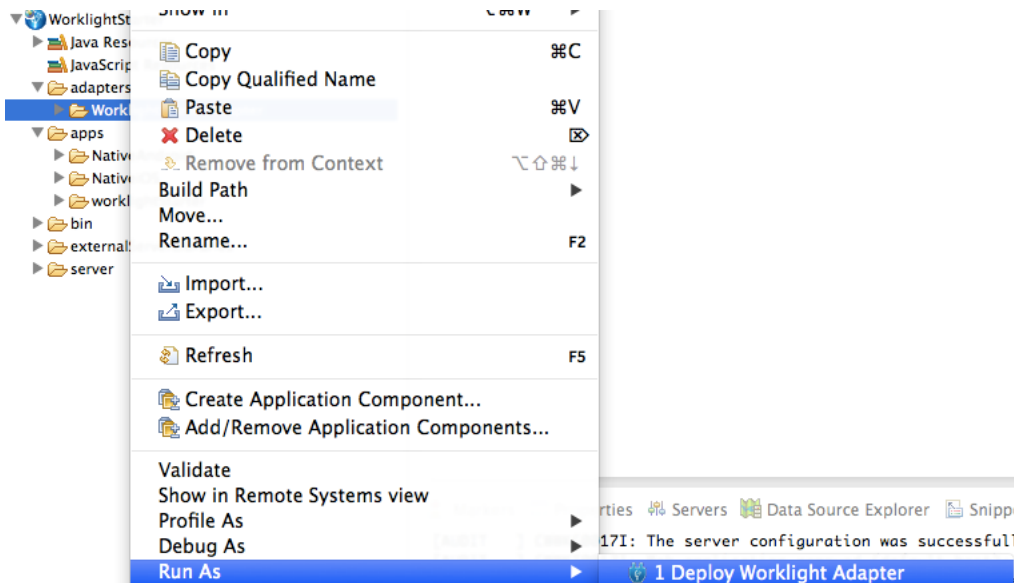 WorklightSt
Java Reso
JavaScrip
adapters
Workl
apps
Nativ
Nativ
workl
bin
external
server
Show In ⌥⌘W
Copy ⌘C
Copy Qualified Name
Paste ⌘V
Delete ⌦
Remove from Context ⌥⇧⌘↓
Build Path
Move...
Rename... F2
Import...
Export...
Refresh F5
Create Application Component...
Add/Remove Application Components...
Validate
Show in Remote Systems view
Profile As
Debug As
Run As
1 Deploy Worklight Adapter
rties Servers Data Source Explorer Snipp
17I: The server configuration was successfull